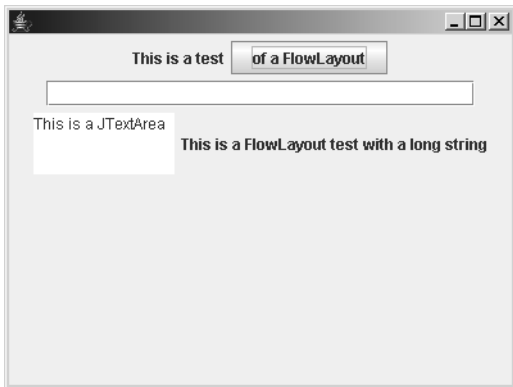 This is a test of a FlowLayout
This is a JTextArea
This is a FlowLayout test with a long string